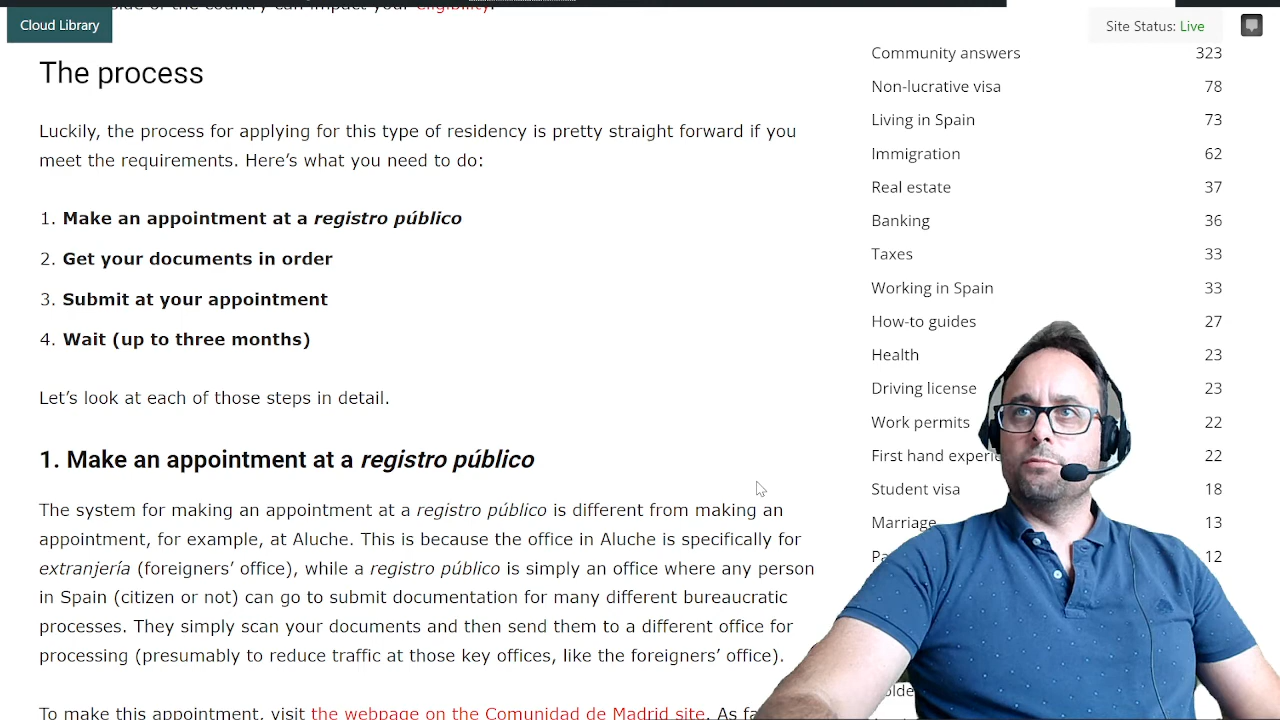 side of the country can impact your eligibility.
Cloud Library
Site Status: Live
The process
Luckily, the process for applying for this type of residency is pretty straight forward if you
meet the requirements. Here's what you need to do:
1. Make an appointment at a registro público
2. Get your documents in order
3. Submit at your appointment
4. Wait (up to three months)
Let's look at each of those steps in detail.
1. Make an appointment at a registro público
The system for making an appointment at a registro público is different from making an
appointment, for example, at Aluche. This is because the office in Aluche is specifically for
extranjería (foreigners' office), while a registro público is simply an office where any person
in Spain (citizen or not) can go to submit documentation for many different bureaucratic
processes. They simply scan your documents and then send them to a different office for
processing (presumably to reduce traffic at those key offices, like the foreigners' office).
To make this appointment, visit the webpage on the Comunidad de Madrid site. As fa
Community answers 323
Non-lucrative visa 78
Living in Spain 73
Immigration 62
Real estate 37
Banking 36
Taxes 33
Working in Spain 33
How-to guides 27
Health 23
Driving license 23
Work permits 22
First hand experie 22
Student visa 18
Marriage 13
Pa 12